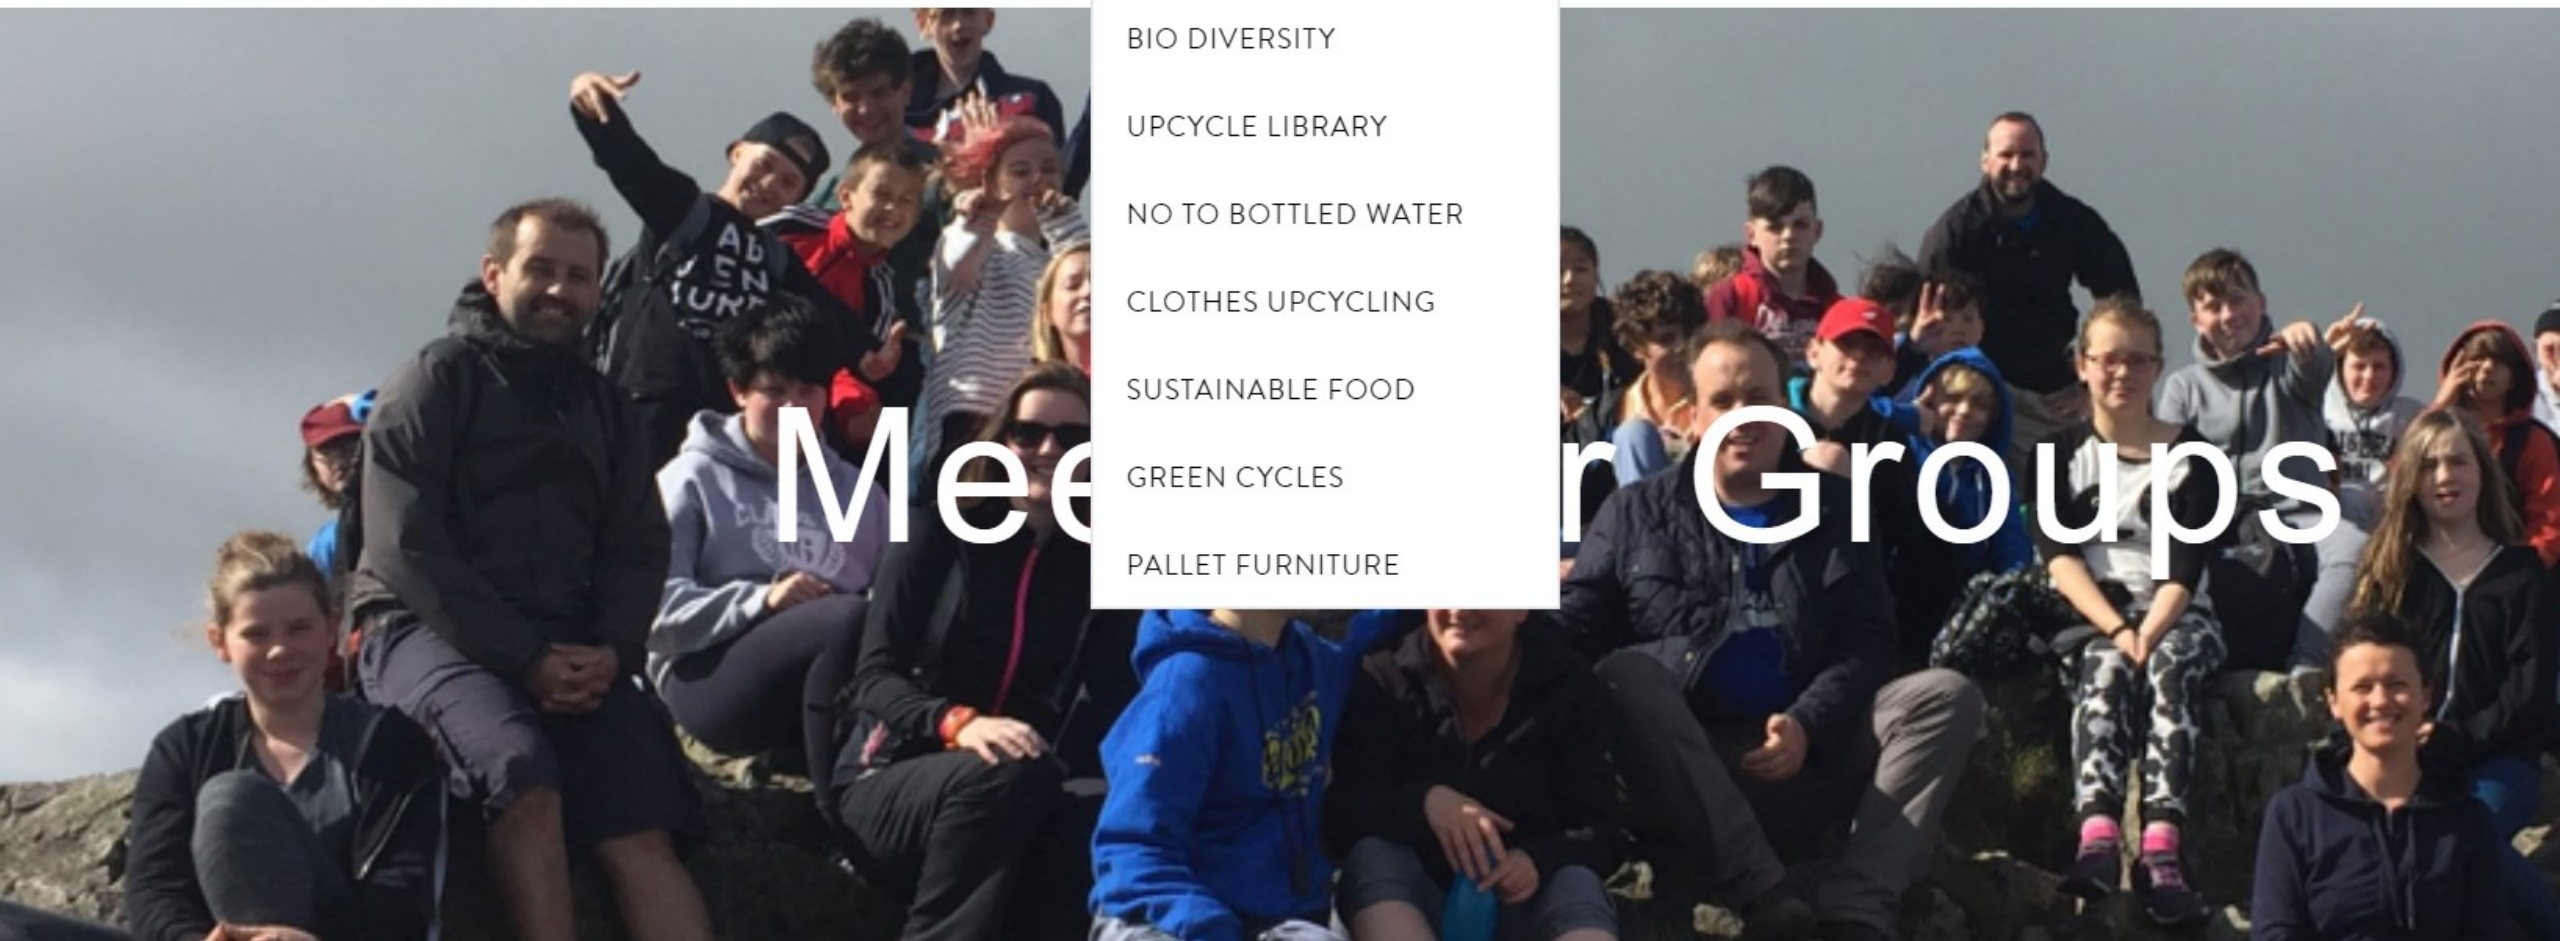 BIO DIVERSITY
UPCYCLE LIBRARY
NO TO BOTTLED WATER
CLOTHES UPCYCLING
SUSTAINABLE FOOD
GREEN CYCLES
PALLET FURNITURE
Groups